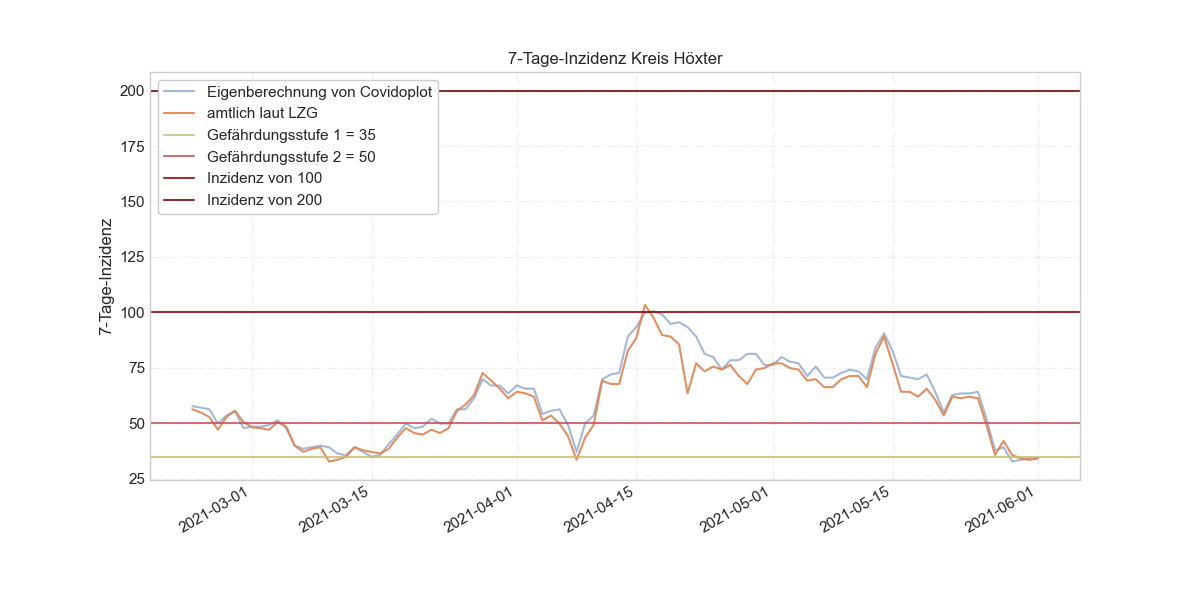 7-Tage-Inzidenz Kreis Höxter
Eigenberechnung von Covidoplot
amtlich laut LZG
Gefährdungsstufe 1 = 35
Gefährdungsstufe 2 = 50
Inzidenz von 100
Inzidenz von 200
7-Tage-Inzidenz
200
175
150
125
100
75
50
25
2021-03-01
2021-03-15
2021-04-01
2021-04-15
2021-05-01
2021-05-15
2021-06-01